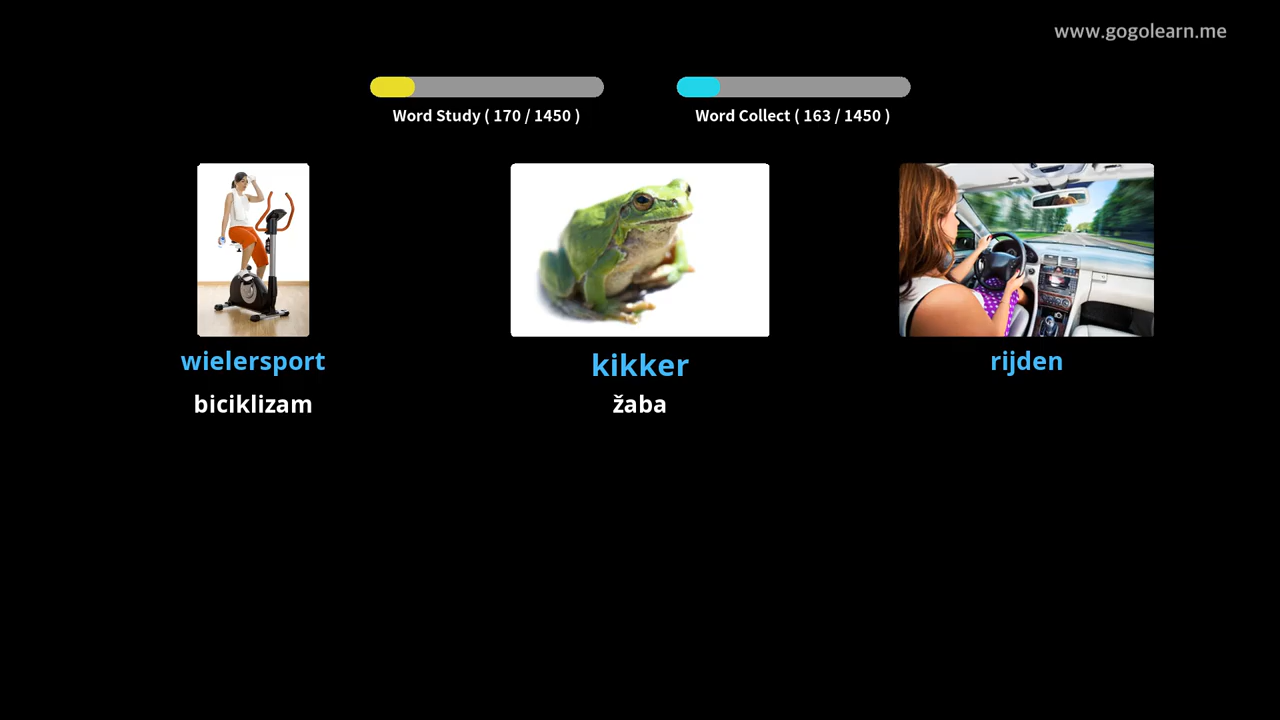 www.gogolearn.me
Word Study ( 170 / 1450 )
Word Collect ( 163 / 1450 )
wielersport
kikker
rijden
biciklizam
žaba